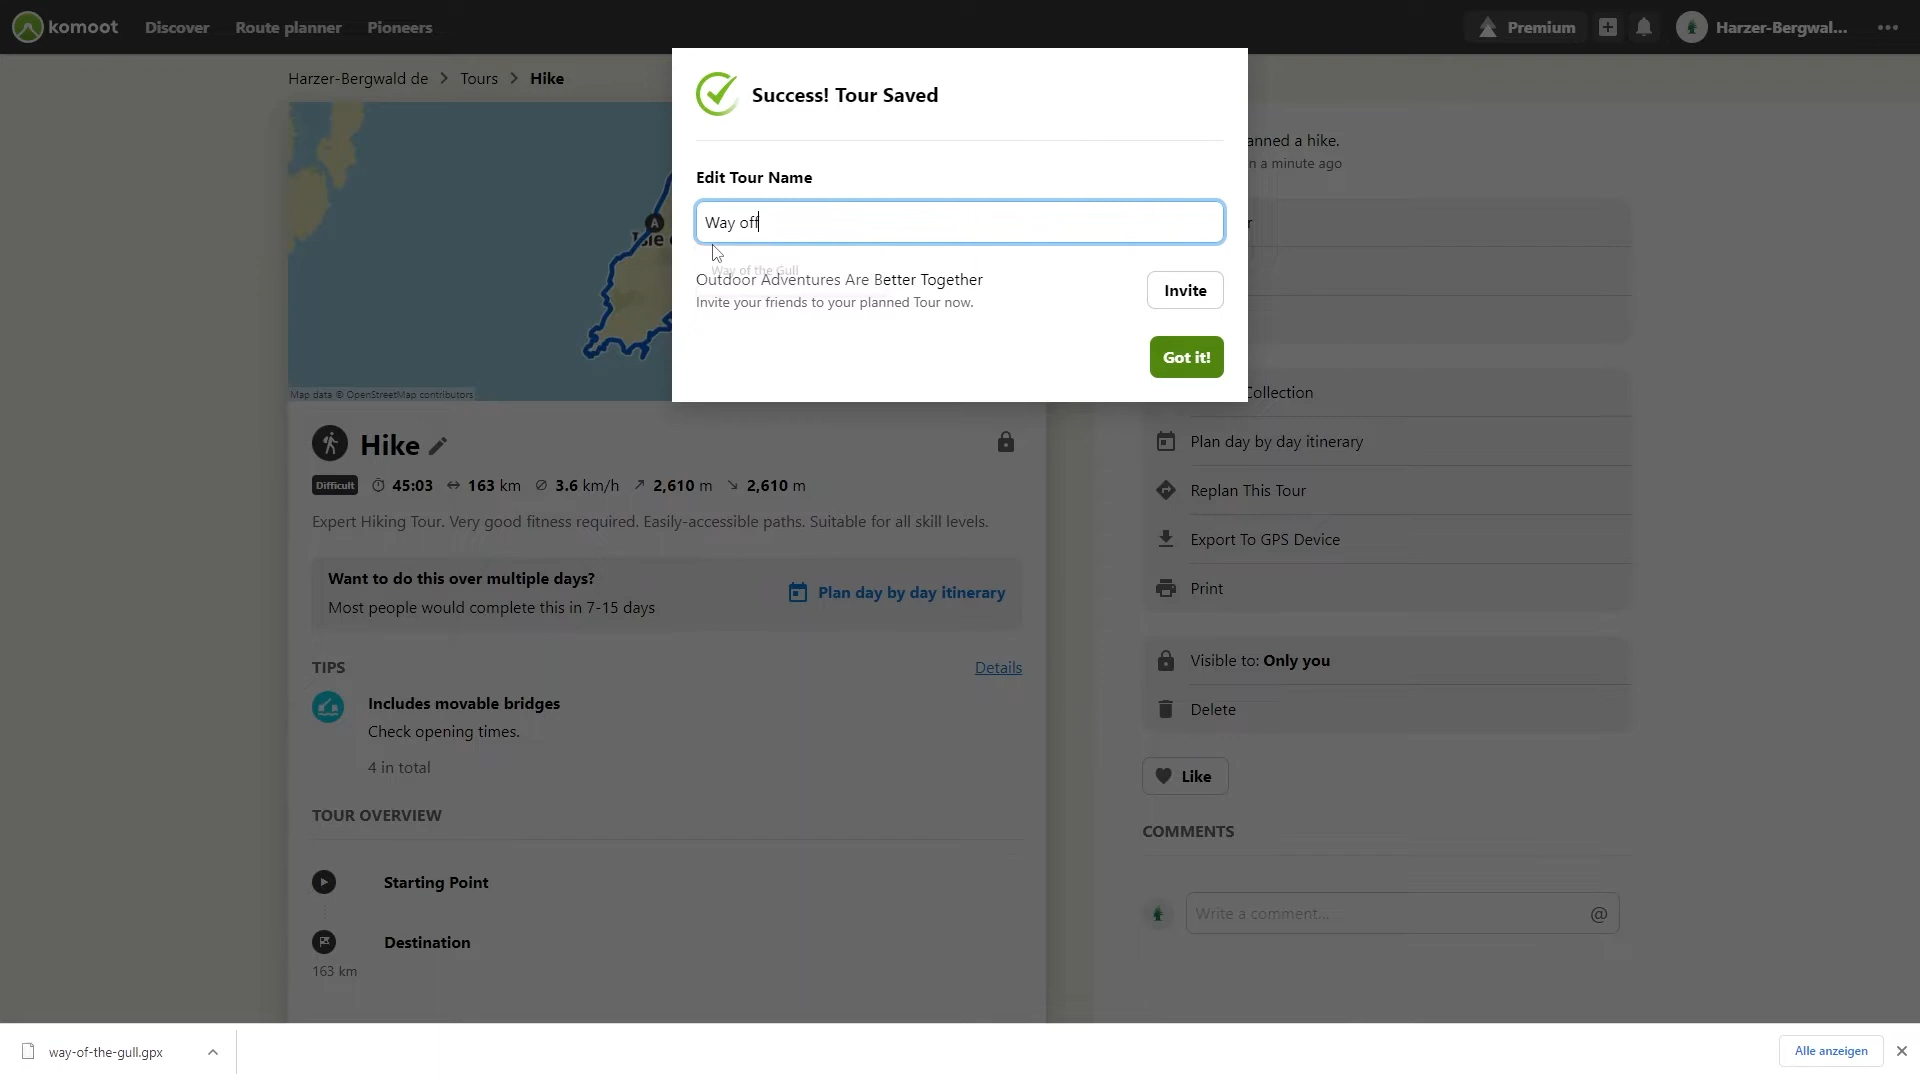 komoot Discover Route planner Pioneers Premium Harzer-Bergwal... •••
Harzer-Bergwald de > Tours > Hike
Success! Tour Saved
Edit Tour Name
Way off
Way of the Gull
Outdoor Adventures Are Better Together
Invite your friends to your planned Tour now.
Invite
Got it!
A
Isle
Map data © OpenStreetMap contributors
anned a hike.
n a minute ago
r
Collection
Plan day by day itinerary
Replan This Tour
Export To GPS Device
Print
Visible to: Only you
Delete
Like
COMMENTS
Write a comment... @
Hike
Difficult 45:03 163 km 3.6 km/h 2,610 m 2,610 m
Expert Hiking Tour. Very good fitness required. Easily-accessible paths. Suitable for all skill levels.
Want to do this over multiple days?
Most people would complete this in 7-15 days
Plan day by day itinerary
TIPS Details
Includes movable bridges
Check opening times.
4 in total
TOUR OVERVIEW
Starting Point
Destination
163 km
way-of-the-gull.gpx
Alle anzeigen